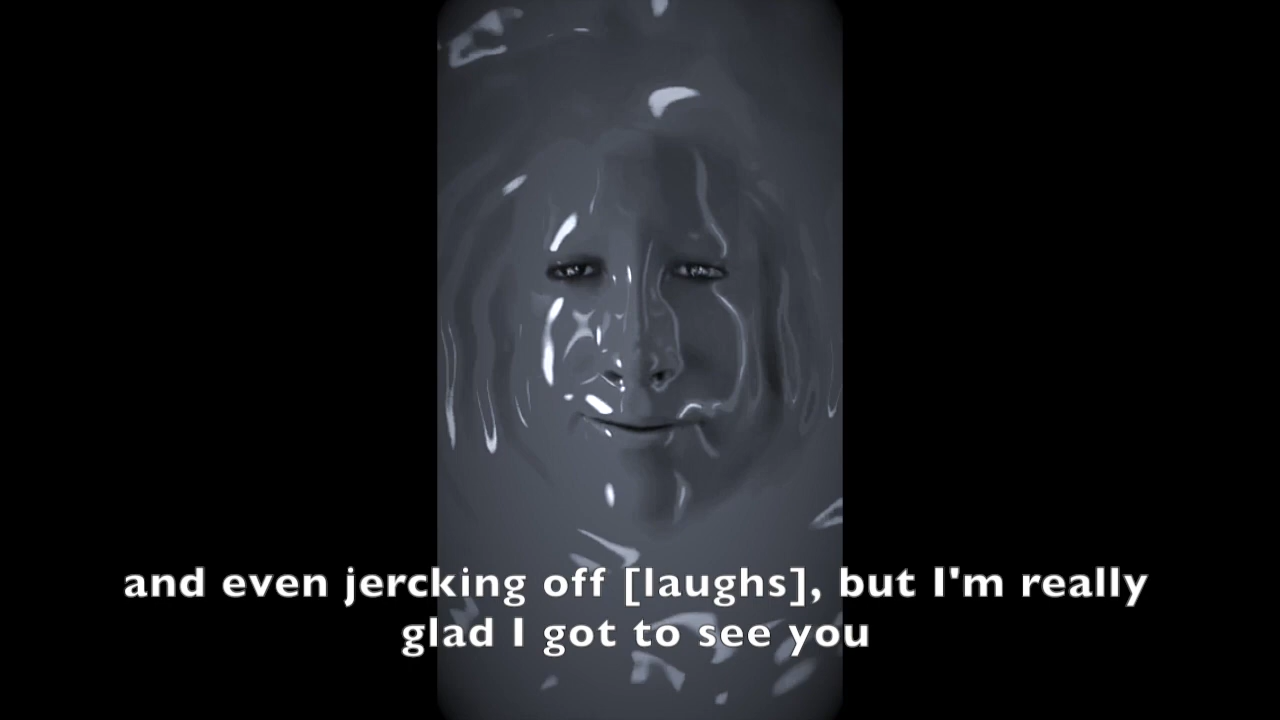 and even jercking off [laughs], but I'm really
glad I got to see you